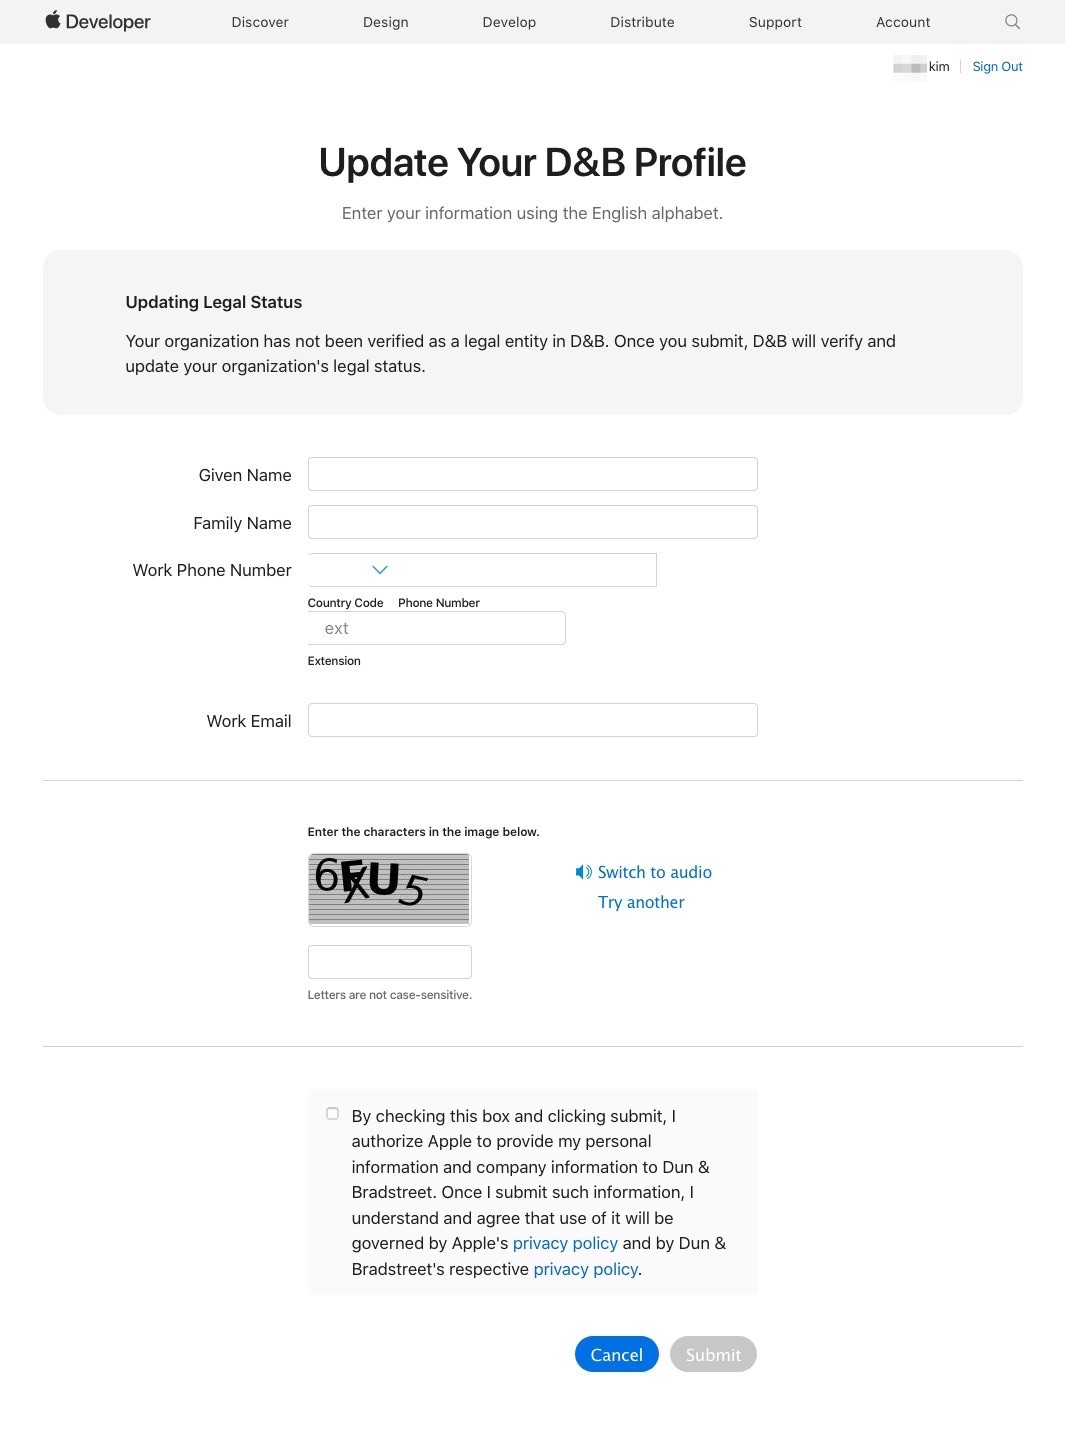 Developer Discover Design Develop Distribute Support Account
kim Sign Out
Update Your D&B Profile
Enter your information using the English alphabet.
Updating Legal Status
Your organization has not been verified as a legal entity in D&B. Once you submit, D&B will verify and
update your organization's legal status.
Given Name
Family Name
Work Phone Number
Country Code Phone Number
ext
Extension
Work Email
Enter the characters in the image below.
Switch to audio
Try another
Letters are not case-sensitive.
By checking this box and clicking submit, I
authorize Apple to provide my personal
information and company information to Dun &
Bradstreet. Once I submit such information, I
understand and agree that use of it will be
governed by Apple's privacy policy and by Dun &
Bradstreet's respective privacy policy.
Cancel Submit